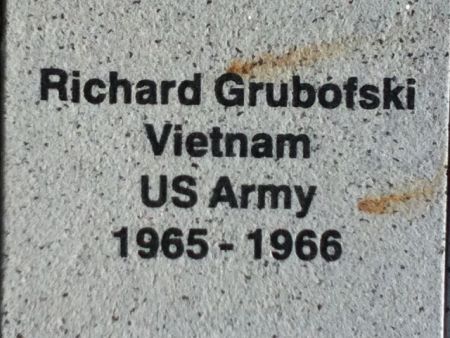 Richard Grubofski
Vietnam
US Army
1965 - 1966